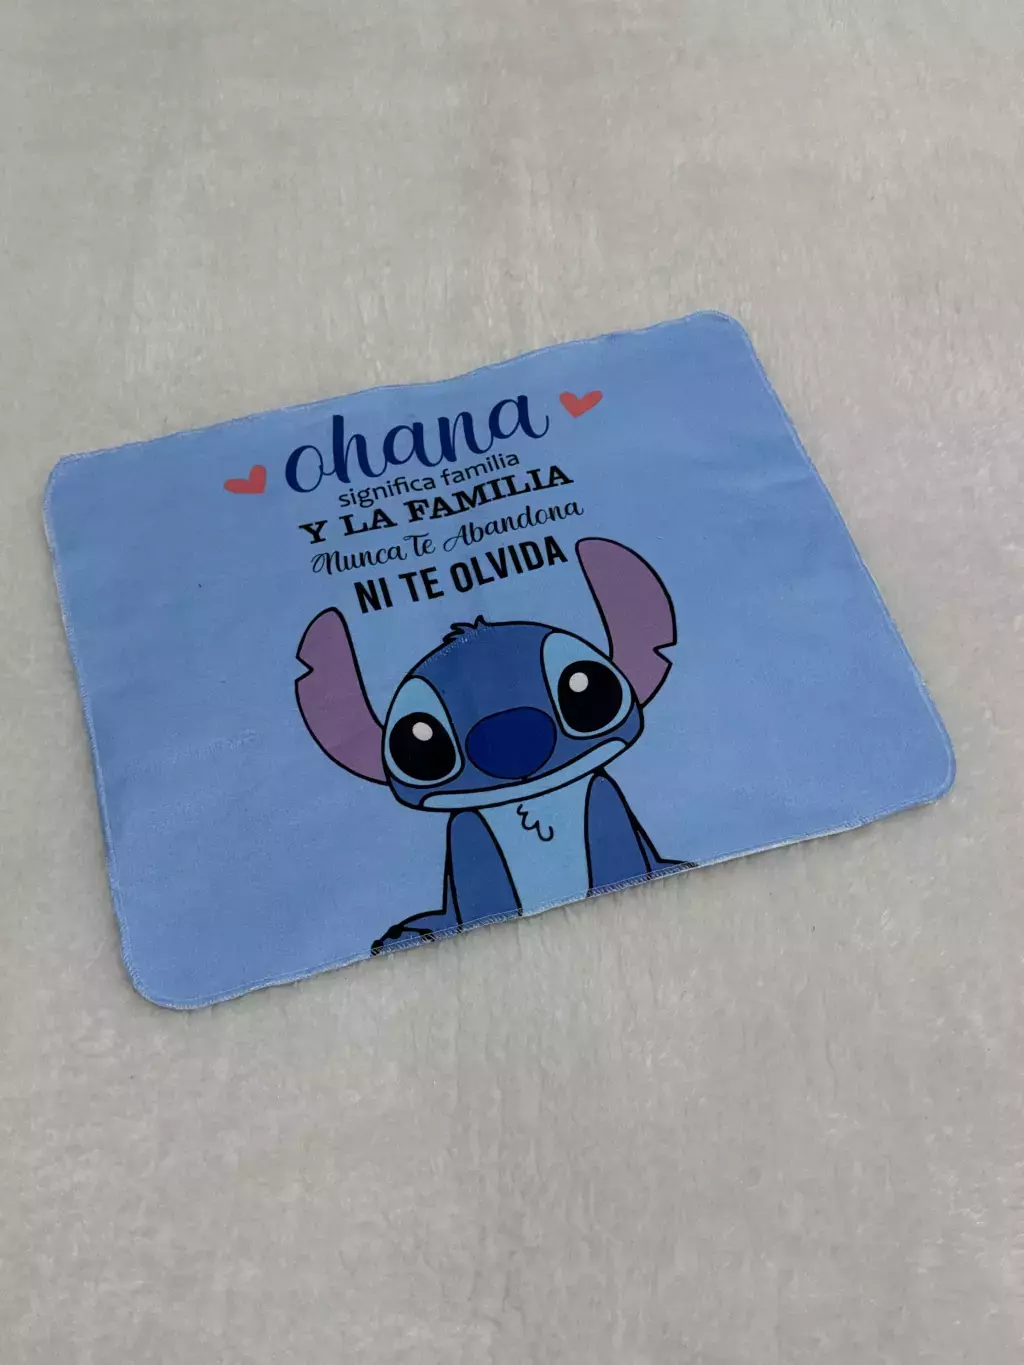 ohana
significa familia
Y LA FAMILIA
Nunca Te Abandona
NI TE OLVIDA